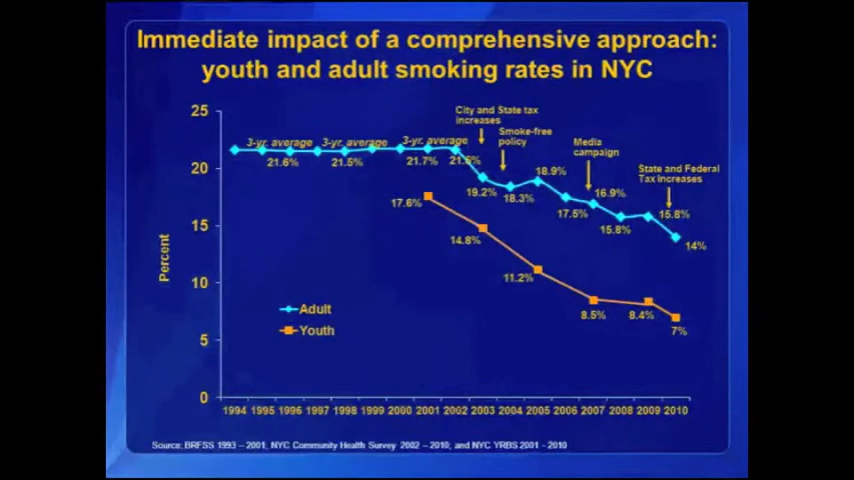 Immediate impact of a comprehensive approach:
youth and adult smoking rates in NYC
25
20
15
10
5
0
Percent
3-yr. average
3-yr. average
3-yr. average
21.6%
21.5%
21.7%
21.5%
City and State tax
increases
Smoke-free
policy
Media
campaign
State and Federal
Tax increases
19.2%
18.3%
18.9%
17.5%
16.9%
15.8%
15.8%
14%
17.6%
14.8%
11.2%
8.5%
8.4%
7%
Adult
Youth
1994 1995 1996 1997 1998 1999 2000 2001 2002 2003 2004 2005 2006 2007 2008 2009 2010
Source: BRFSS 1993 – 2001, NYC Community Health Survey 2002 – 2010; and NYC YRBS 2001 - 2010